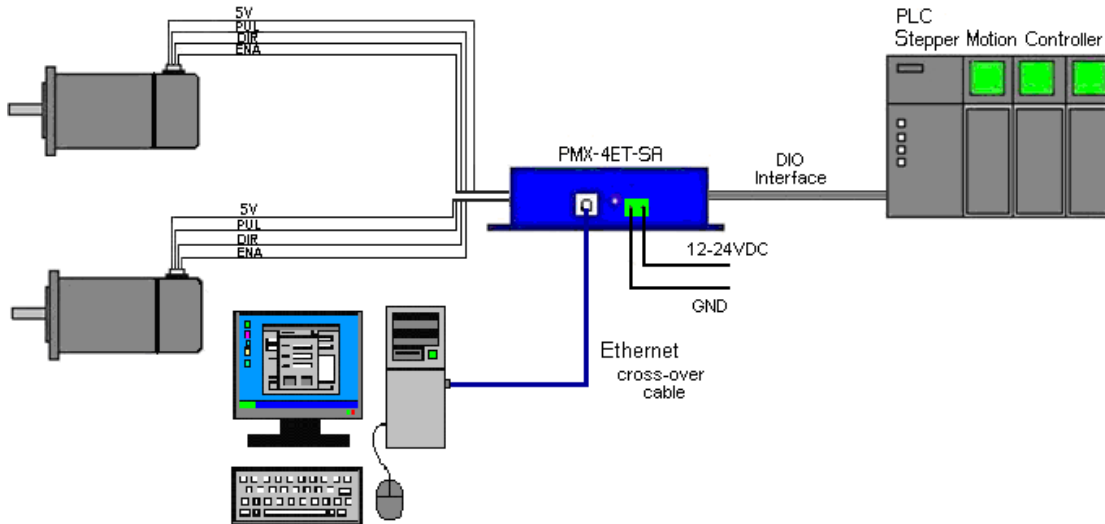 5V
PUL
DIR
ENA
PLC
Stepper Motion Controller
PMX-4ET-SA
DIO
Interface
5V
PUL
DIR
ENA
12-24VDC
GND
Ethernet
cross-over
cable